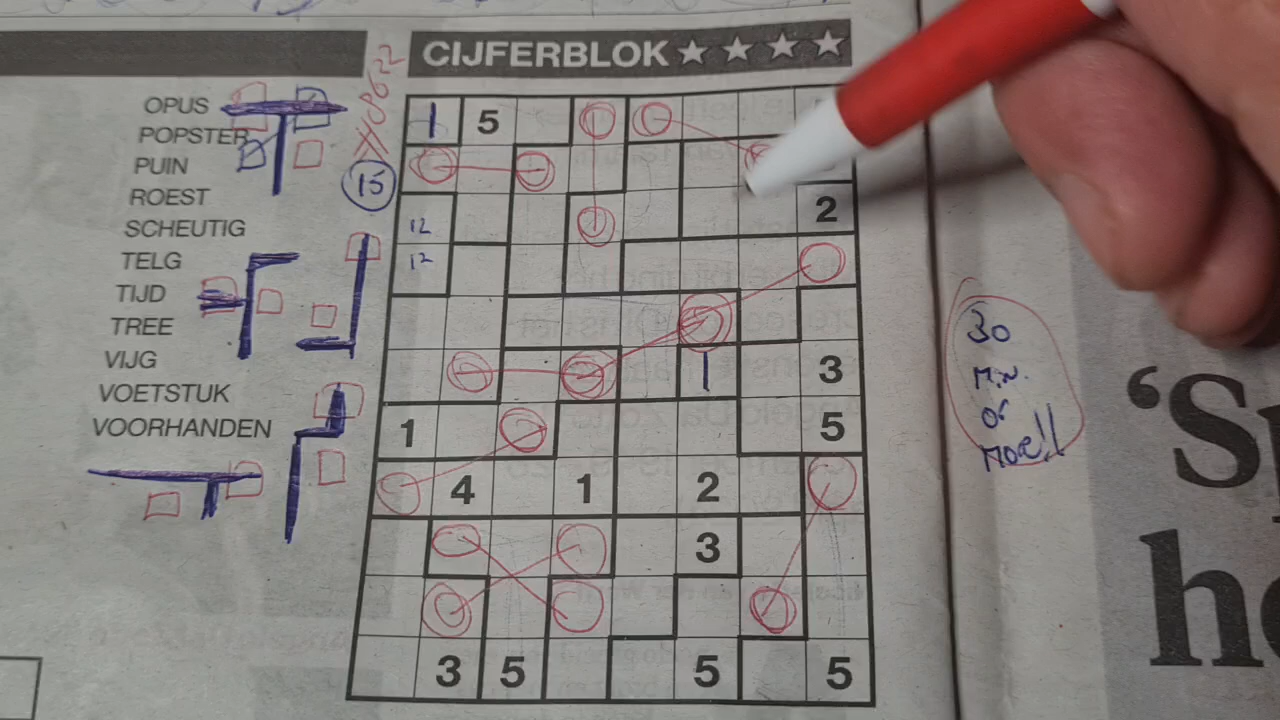 CIJFERBLOK ★ ★ ★ ★
OPUS
POPSTER
PUIN
ROEST
SCHEUTIG
TELG
TIJD
TREE
VIJG
VOETSTUK
VOORHANDEN
15
1 5
2
12
12
1 3
1 5
4 1 2
3
3 5 5 5
30
Min.
or
more!!
'Sp
he